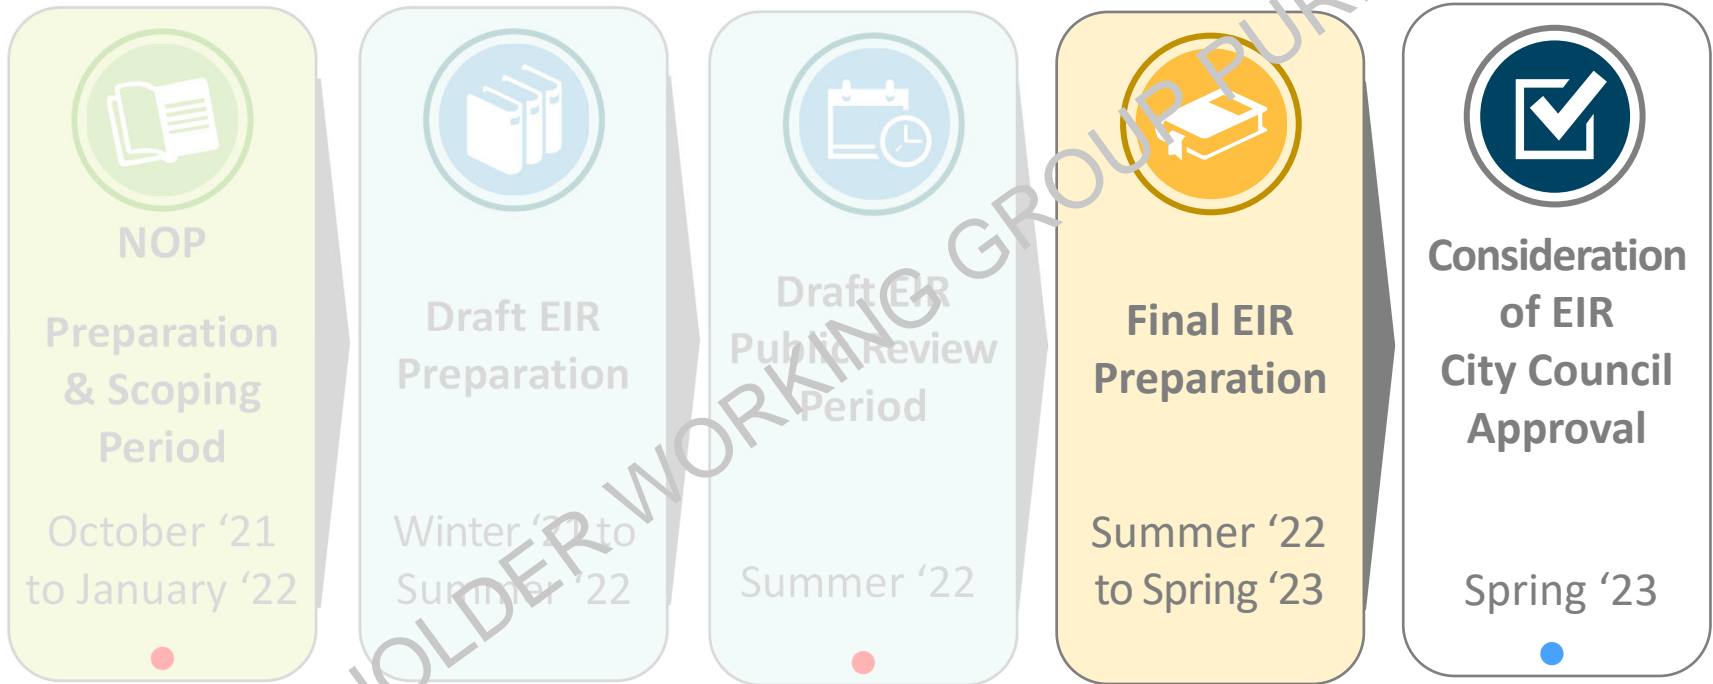 NOP
Preparation
& Scoping
Period
October ‘21
to January ‘22
Draft EIR
Preparation
Winter ‘21 to
Summer ‘22
Draft EIR
Public Review
Period
Summer ‘22
Final EIR
Preparation
Summer ‘22
to Spring ‘23
Consideration
of EIR
City Council
Approval
Spring ‘23
WORKING GROUP